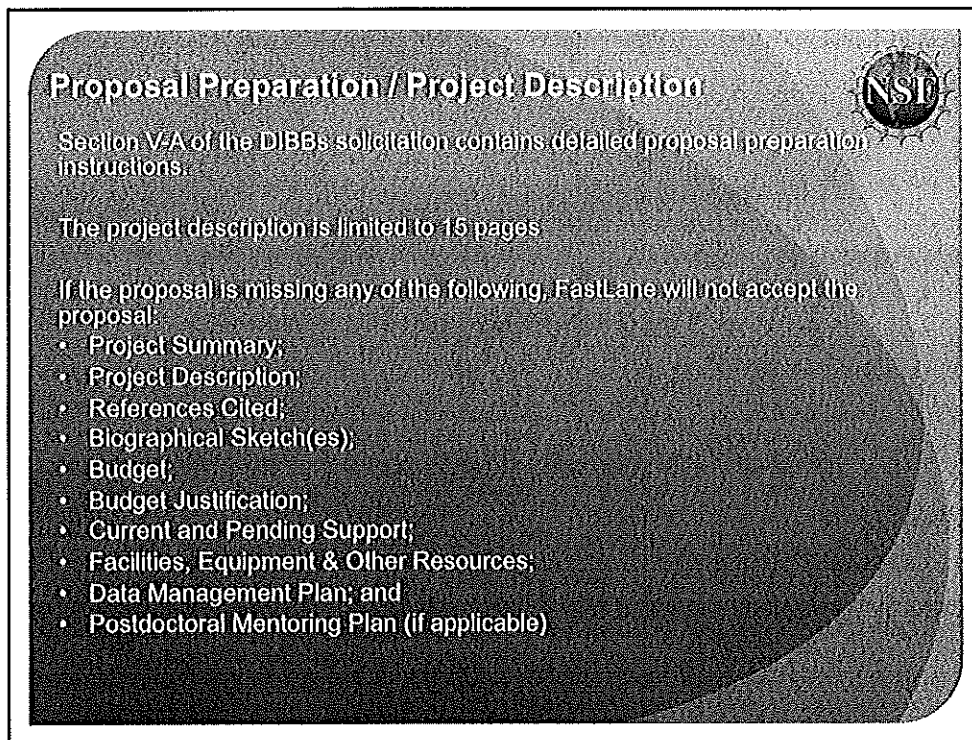 Proposal Preparation / Project Description
NSF
Section V-A of the DIBBs solicitation contains detailed proposal preparation
instructions.
The project description is limited to 15 pages
If the proposal is missing any of the following, FastLane will not accept the
proposal:
• Project Summary;
• Project Description;
• References Cited;
• Biographical Sketch(es);
• Budget;
• Budget Justification;
• Current and Pending Support;
• Facilities, Equipment & Other Resources;
• Data Management Plan; and
• Postdoctoral Mentoring Plan (if applicable)